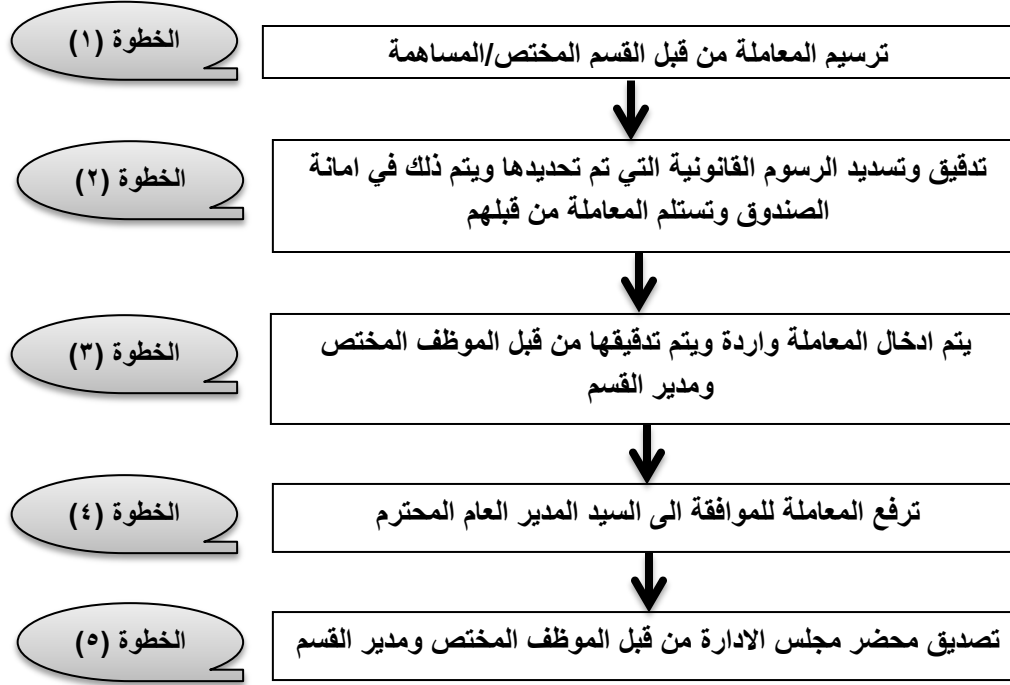 الخطوة (١)
ترسيم المعاملة من قبل القسم المختص/المساهمة
الخطوة (٢)
تدقيق وتسديد الرسوم القانونية التي تم تحديدها ويتم ذلك في امانة
الصندوق وتستلم المعاملة من قبلهم
الخطوة (٣)
يتم ادخال المعاملة واردة ويتم تدقيقها من قبل الموظف المختص
ومدير القسم
الخطوة (٤)
ترفع المعاملة للموافقة الى السيد المدير العام المحترم
الخطوة (٥)
تصديق محضر مجلس الادارة من قبل الموظف المختص ومدير القسم